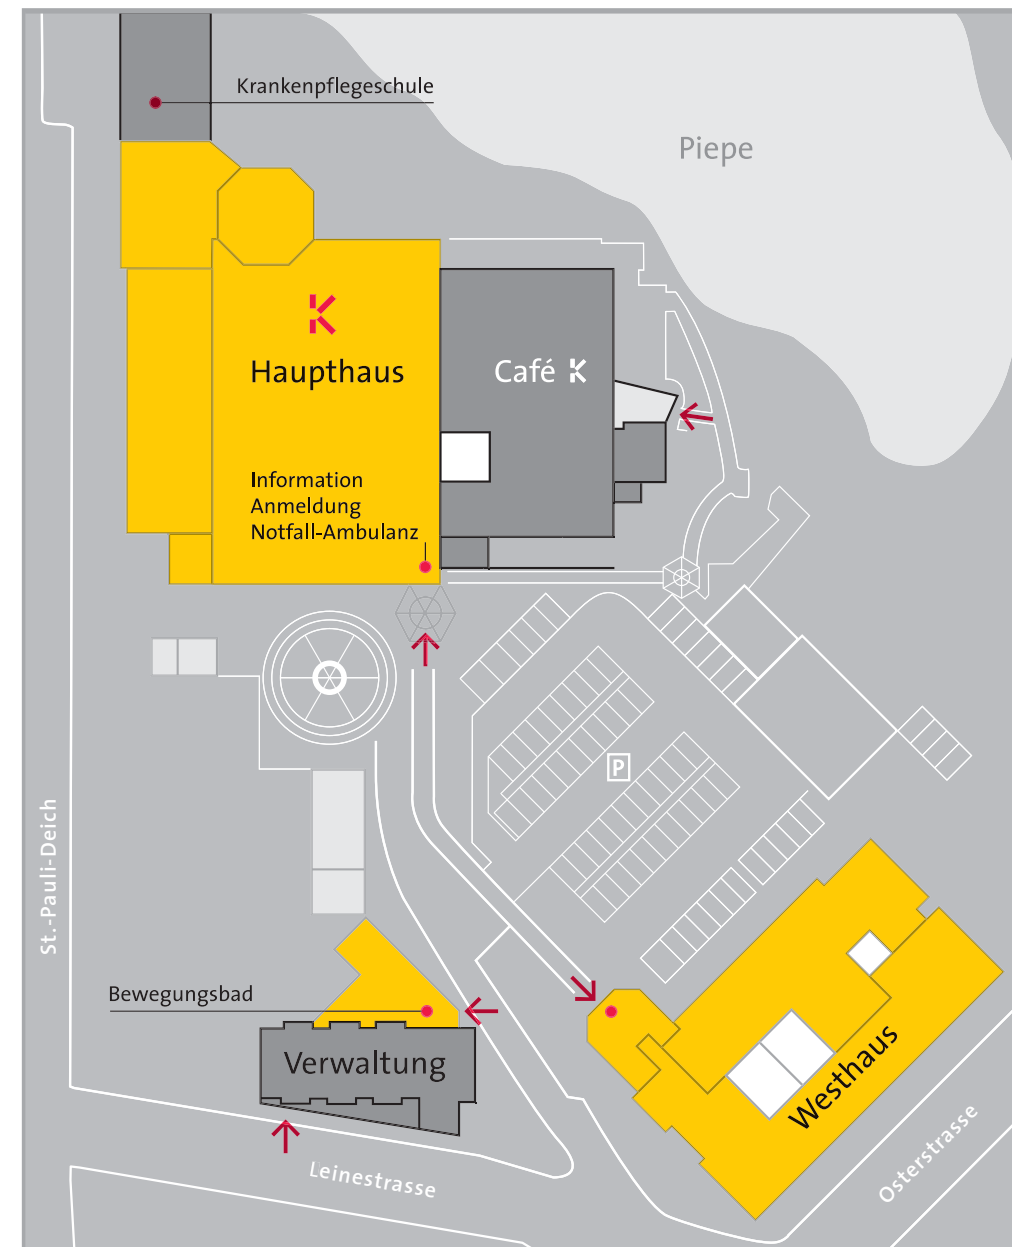 Krankenpflegeschule
Piepe
Haupthaus
Café K
Information
Anmeldung
Notfall-Ambulanz
P
St.-Pauli-Deich
Bewegungsbad
Verwaltung
Westhaus
Leinestrasse
Osterstrasse